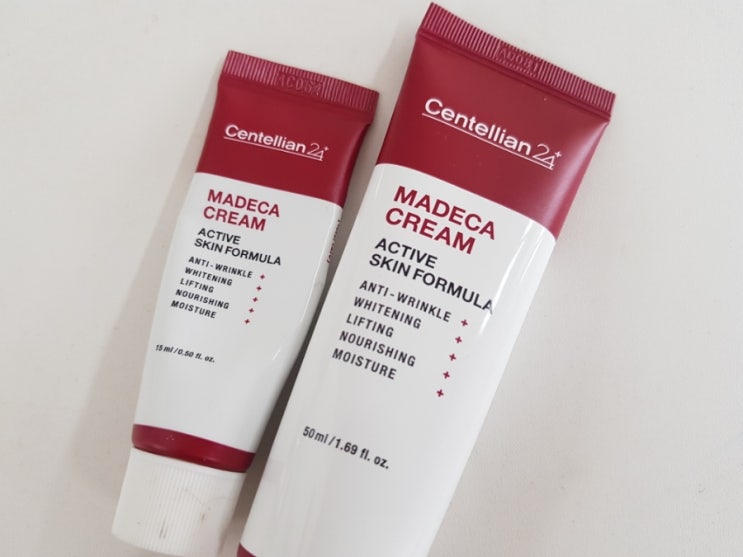 AC052
Centellian24+
MADECA
CREAM
ACTIVE
SKIN FORMULA
ANTI-WRINKLE +
WHITENING +
LIFTING +
NOURISHING +
MOISTURE +
15 ml / 0.50 fl. oz.
Centellian24+
MADECA
CREAM
ACTIVE
SKIN FORMULA
ANTI-WRINKLE +
WHITENING +
LIFTING +
NOURISHING +
MOISTURE +
50 ml / 1.69 fl. oz.